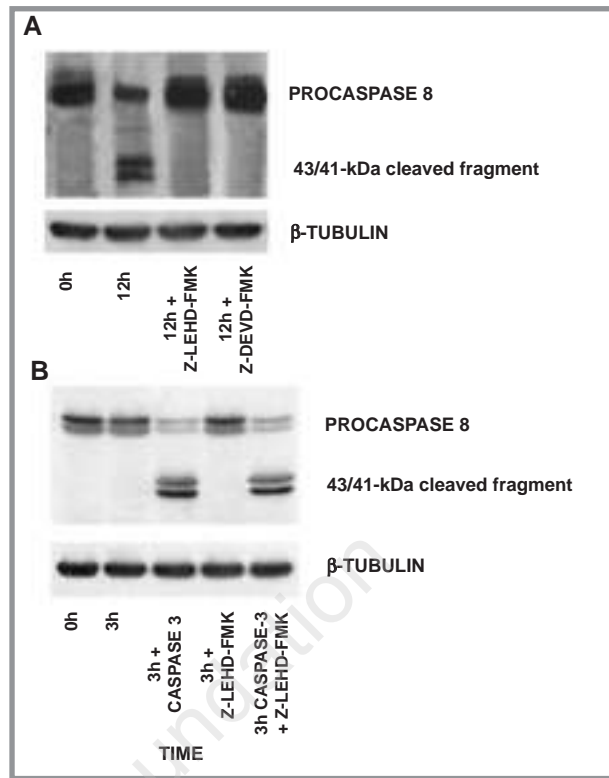 A
PROCASPASE 8
43/41-kDa cleaved fragment
β-TUBULIN
0h
12h
12h +
Z-LEHD-FMK
12h +
Z-DEVD-FMK
B
PROCASPASE 8
43/41-kDa cleaved fragment
β-TUBULIN
0h
3h
3h +
CASPASE 3
3h +
Z-LEHD-FMK
3h CASPASE-3
+ Z-LEHD-FMK
TIME
undation